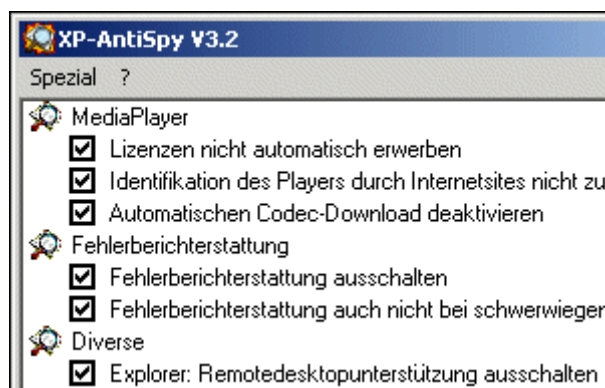 XP-AntiSpy V3.2
Spezial ?
MediaPlayer
Lizenzen nicht automatisch erwerben
Identifikation des Players durch Internetsites nicht zu
Automatischen Codec-Download deaktivieren
Fehlerberichterstattung
Fehlerberichterstattung ausschalten
Fehlerberichterstattung auch nicht bei schwerwieger
Diverse
Explorer: Remotedesktopunterstützung ausschalten